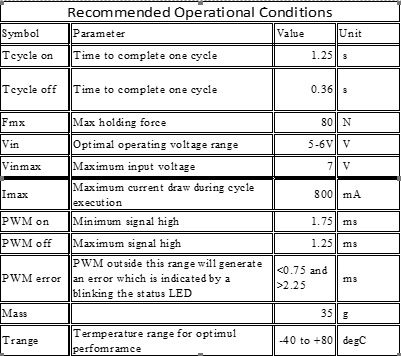 Recommended Operational Conditions
Symbol Parameter Value Unit
Tcycle on Time to complete one cycle 1.25 s
Tcycle off Time to complete one cycle 0.36 s
Fmx Max holding force 80 N
Vin Optimal operating voltage range 5-6V V
Vinmax Maximum input voltage 7 V
Imax Maximum current draw during cycle execution 800 mA
PWM on Minimum signal high 1.75 ms
PWM off Maximum signal high 1.25 ms
PWM error PWM outside this range will generate an error which is indicated by a blinking the status LED <0.75 and >2.25 ms
Mass 35 g
Trange Termperature range for optimul perfomramce -40 to +80 degC